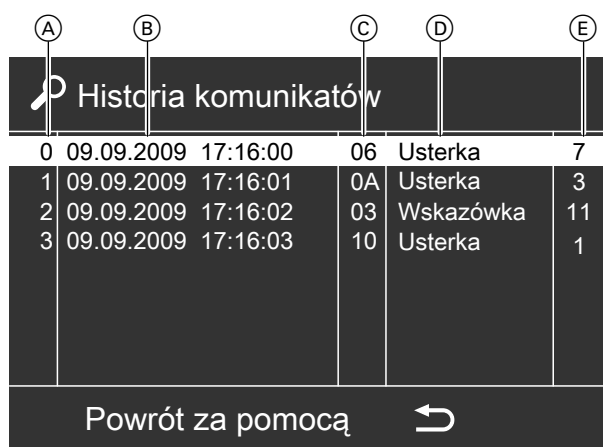 A B C D E
Historia komunikatów
0 09.09.2009 17:16:00 06 Usterka 7
1 09.09.2009 17:16:01 0A Usterka 3
2 09.09.2009 17:16:02 03 Wskazówka 11
3 09.09.2009 17:16:03 10 Usterka 1
Powrót za pomocą